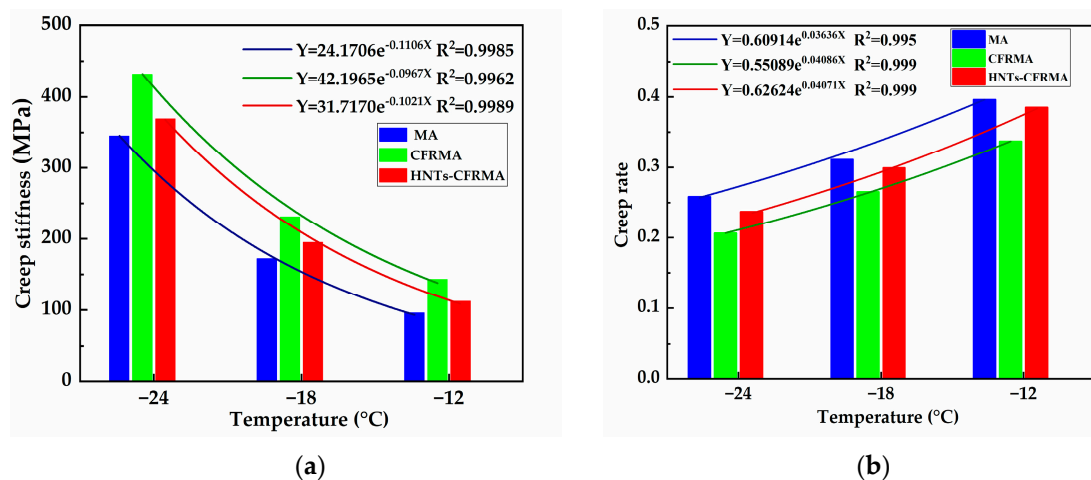 500
400
300
200
100
0
Creep stiffness (MPa)
Y=24.1706e^-0.1106X R²=0.9985
Y=42.1965e^-0.0967X R²=0.9962
Y=31.7170e^-0.1021X R²=0.9989
MA
CFRMA
HNTs-CFRMA
−24 −18 −12
Temperature (°C)
(a)
0.5
0.4
0.3
0.2
0.1
0.0
Creep rate
Y=0.60914e^0.03636X R²=0.995
Y=0.55089e^0.04086X R²=0.999
Y=0.62624e^0.04071X R²=0.999
MA
CFRMA
HNTs-CFRMA
−24 −18 −12
Temperature (°C)
(b)